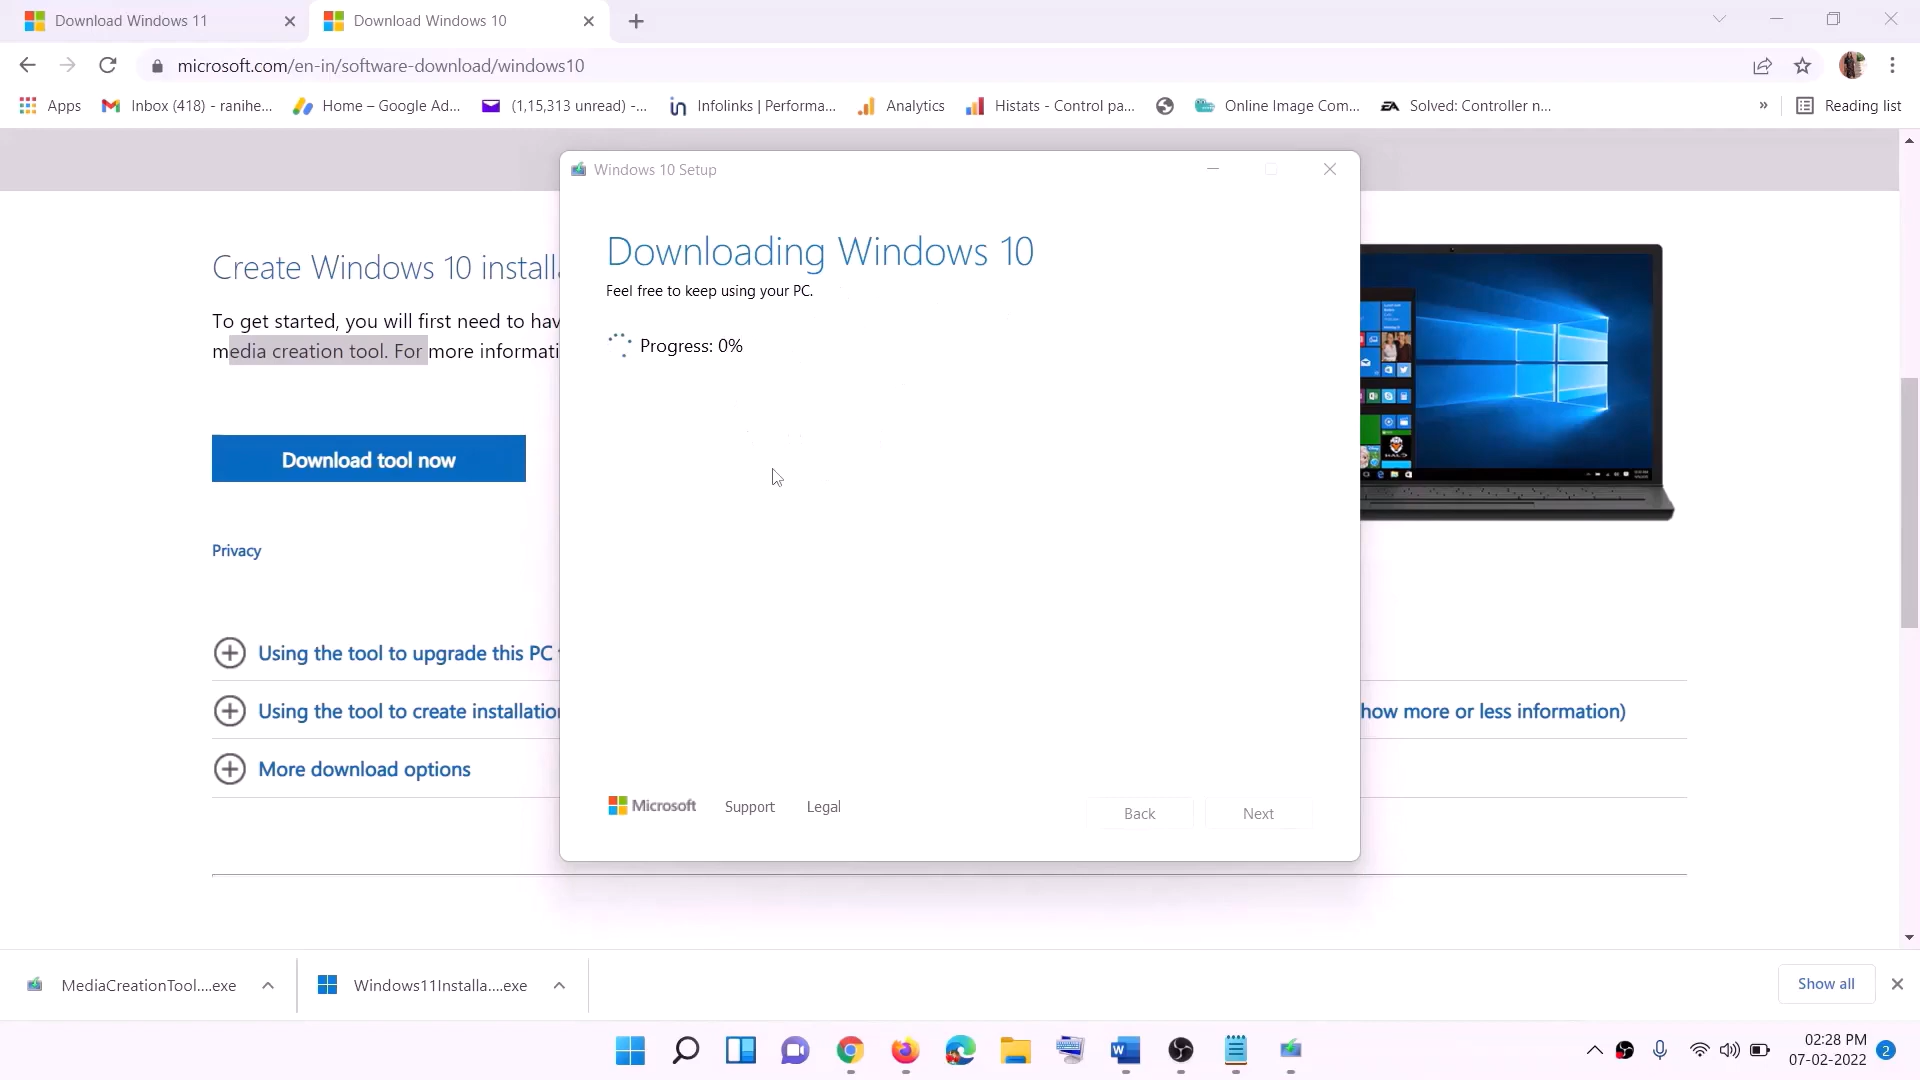 Download Windows 11
Download Windows 10
microsoft.com/en-in/software-download/windows10
Apps
Inbox (418) - ranihe...
Home – Google Ad...
(1,15,313 unread) -...
Infolinks | Performa...
Analytics
Histats - Control pa...
Online Image Com...
Solved: Controller n...
»
Reading list
Windows 10 Setup
Downloading Windows 10
Feel free to keep using your PC.
Progress: 0%
Create Windows 10 install
To get started, you will first need to hav
media creation tool. For more informati
Download tool now
Privacy
Using the tool to upgrade this PC
Using the tool to create installation
how more or less information)
More download options
Microsoft
Support
Legal
Back
Next
MediaCreationTool....exe
Windows11Installa....exe
Show all
02:28 PM
07-02-2022
2